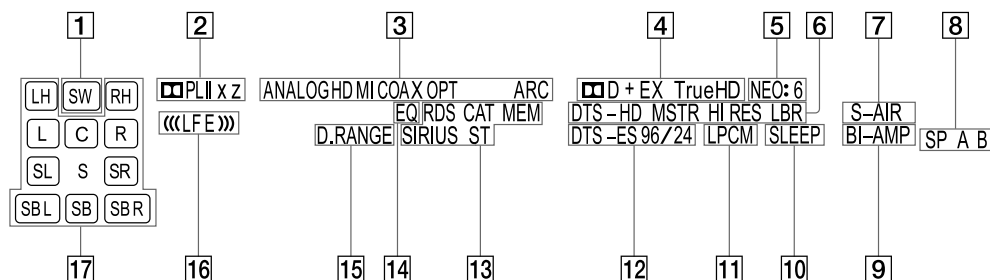 1 2 3 4 5 6 7 8
LH SW RH
L C R
SL S SR
SBL SB SBR
PLII x z
(((LFE)))
ANALOG HDMI COAX OPT ARC
EQ RDS CAT MEM
D.RANGE SIRIUS ST
D + EX TrueHD NEO:6
DTS-HD MSTR HI RES LBR
DTS-ES 96/24 LPCM SLEEP
S-AIR
BI-AMP
SP A B
17 16 15 14 13 12 11 10 9